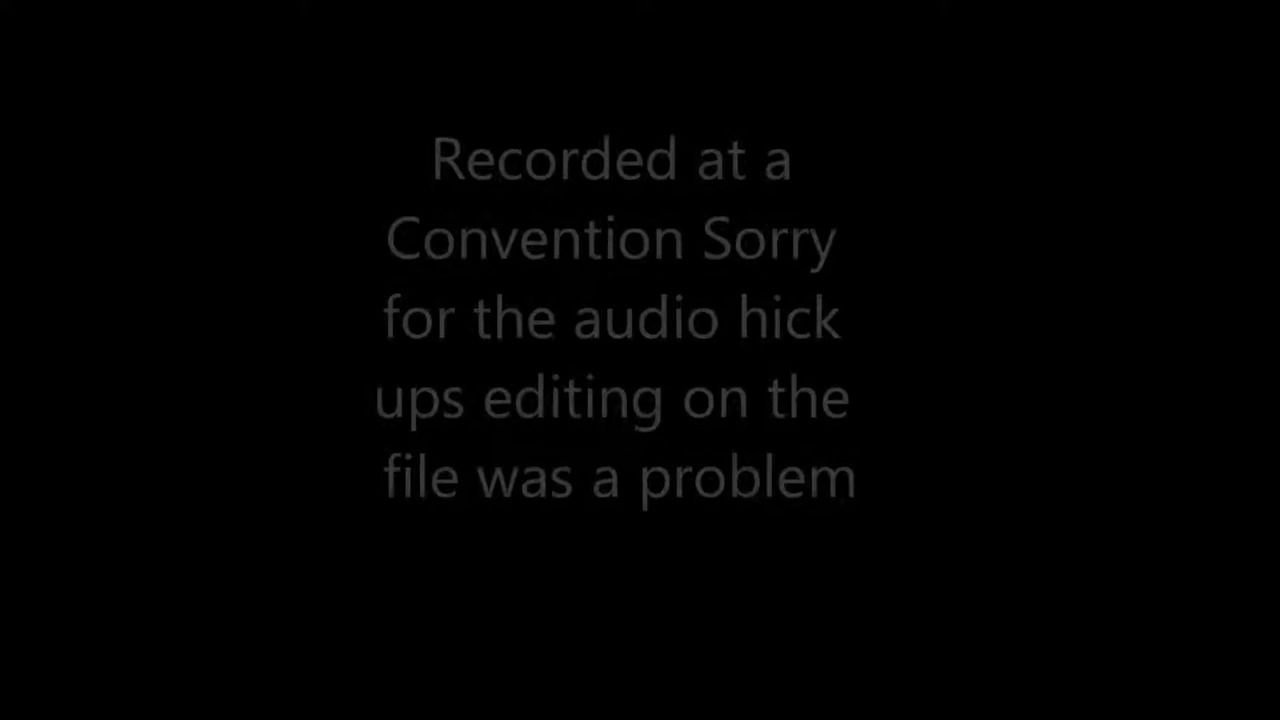 Recorded at a
Convention Sorry
for the audio hick
ups editing on the
file was a problem